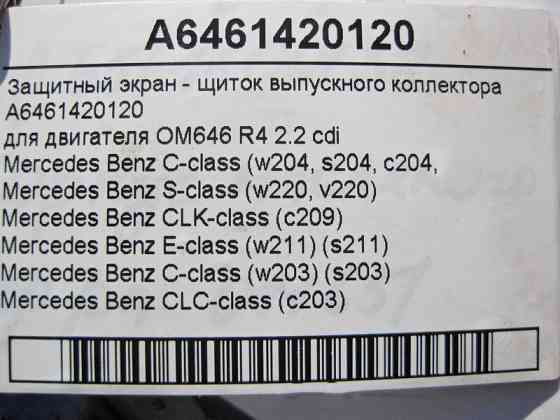 A6461420120
Защитный экран - щиток выпускного коллектора
A6461420120
для двигателя OM646 R4 2.2 cdi
Mercedes Benz C-class (w204, s204, c204,
Mercedes Benz S-class (w220, v220)
Mercedes Benz CLK-class (c209)
Mercedes Benz E-class (w211) (s211)
Mercedes Benz C-class (w203) (s203)
Mercedes Benz CLC-class (c203)